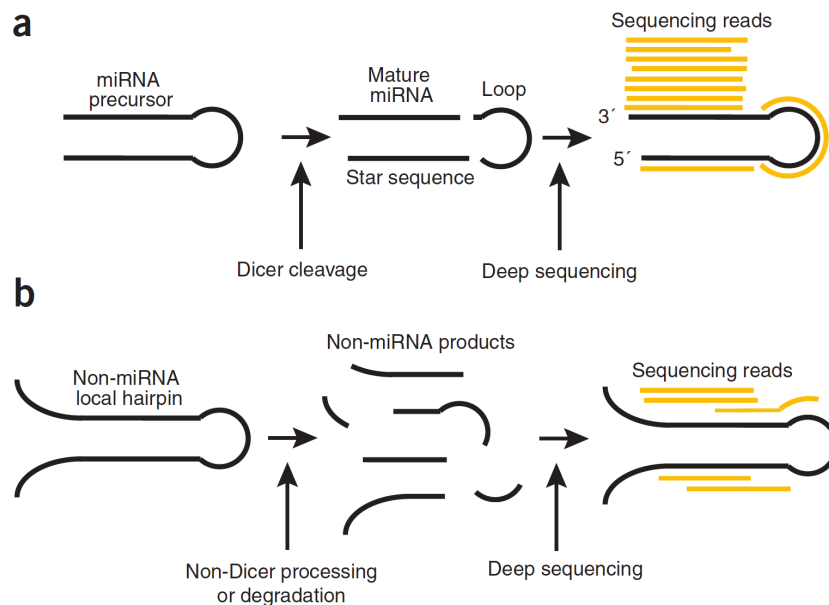 a
Sequencing reads
miRNA
precursor
Mature
miRNA
Loop
3´
5´
Star sequence
Dicer cleavage
Deep sequencing
b
Non-miRNA products
Non-miRNA
local hairpin
Sequencing reads
Non-Dicer processing
or degradation
Deep sequencing